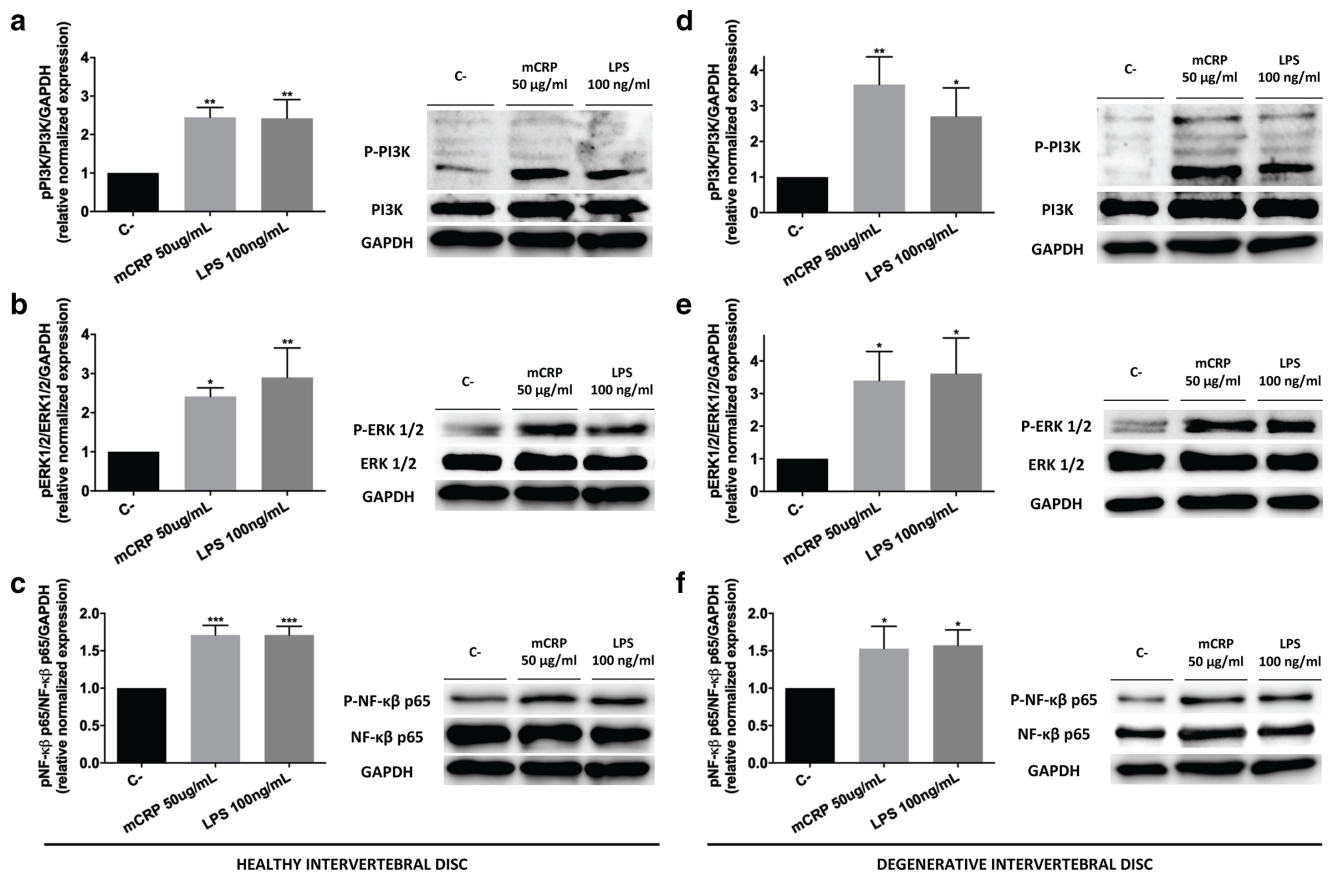 a
pPI3K/PI3K/GAPDH
(relative normalized expression)
4
3
2
1
0
**
**
C-
mCRP 50ug/mL
LPS 100ng/mL
C-
mCRP
50 µg/ml
LPS
100 ng/ml
P-PI3K
PI3K
GAPDH
d
pPI3K/PI3K/GAPDH
(relative normalized expression)
4
3
2
1
0
**
*
C-
mCRP 50ug/mL
LPS 100ng/mL
C-
mCRP
50 µg/ml
LPS
100 ng/ml
P-PI3K
PI3K
GAPDH
b
pERK1/2/ERK1/2/GAPDH
(relative normalized expression)
4
3
2
1
0
*
**
C-
mCRP 50ug/mL
LPS 100ng/mL
C-
mCRP
50 µg/ml
LPS
100 ng/ml
P-ERK 1/2
ERK 1/2
GAPDH
e
pERK1/2/ERK1/2/GAPDH
(relative normalized expression)
4
3
2
1
0
*
*
C-
mCRP 50ug/mL
LPS 100ng/mL
C-
mCRP
50 µg/ml
LPS
100 ng/ml
P-ERK 1/2
ERK 1/2
GAPDH
c
pNF-κβ p65/NF-κβ p65/GAPDH
(relative normalized expression)
2.0
1.5
1.0
0.5
0.0
***
***
C-
mCRP 50ug/mL
LPS 100ng/mL
C-
mCRP
50 µg/ml
LPS
100 ng/ml
P-NF-κβ p65
NF-κβ p65
GAPDH
f
pNF-κβ p65/NF-κβ p65/GAPDH
(relative normalized expression)
2.0
1.5
1.0
0.5
0.0
*
*
C-
mCRP 50ug/mL
LPS 100ng/mL
C-
mCRP
50 µg/ml
LPS
100 ng/ml
P-NF-κβ p65
NF-κβ p65
GAPDH
HEALTHY INTERVERTEBRAL DISC
DEGENERATIVE INTERVERTEBRAL DISC